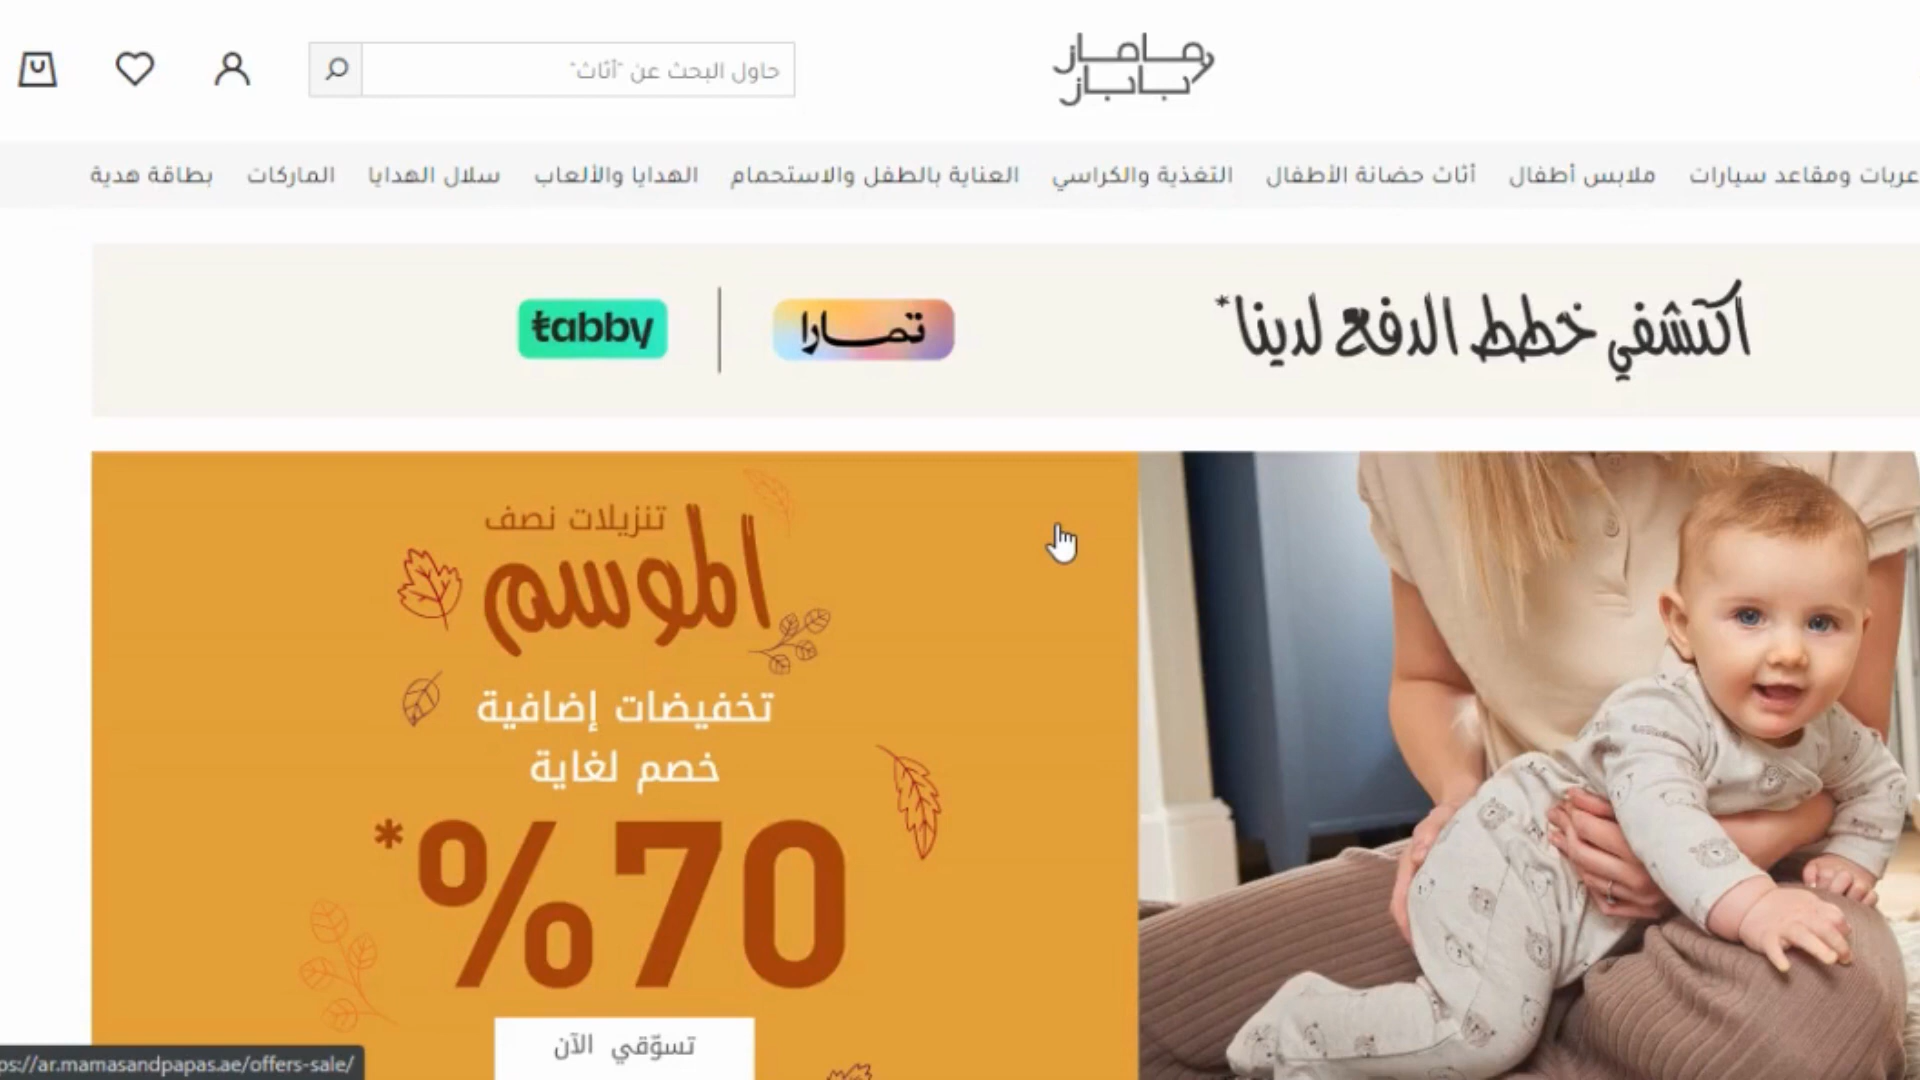 ماماز
باباز
حاول البحث عن "أثاث"
عربات ومقاعد سيارات
ملابس أطفال
أثاث حضانة الأطفال
التغذية والكراسي
العناية بالطفل والاستحمام
الهدايا والألعاب
سلال الهدايا
الماركات
بطاقة هدية
اكتشفي خطط الدفع لدينا*
تمارا
tabby
تنزيلات نصف
الموسم
تخفيضات إضافية
خصم لغاية
70%*
تسوّقي الآن
ps://ar.mamasandpapas.ae/offers-sale/